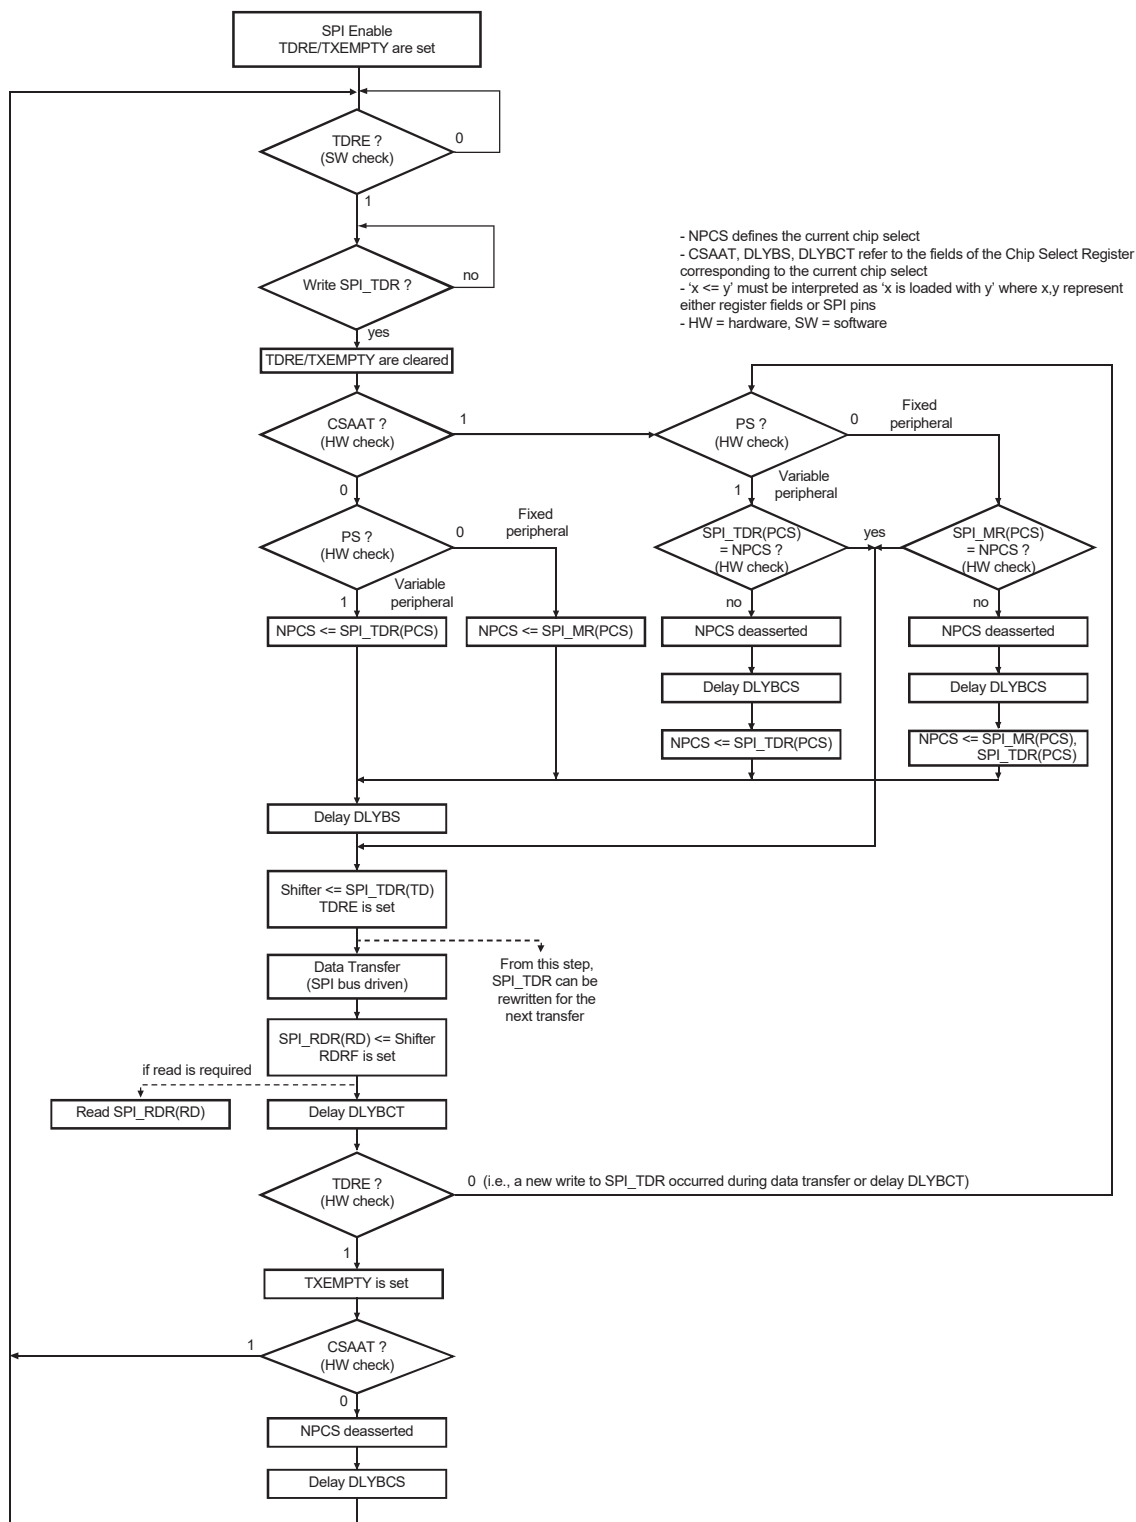 SPI Enable
TDRE/TXEMPTY are set
TDRE ?
(SW check)
0
1
Write SPI_TDR ?
no
yes
- NPCS defines the current chip select
- CSAAT, DLYBS, DLYBCT refer to the fields of the Chip Select Register
corresponding to the current chip select
- ‘x <= y’ must be interpreted as ‘x is loaded with y’ where x,y represent
either register fields or SPI pins
- HW = hardware, SW = software
TDRE/TXEMPTY are cleared
CSAAT ?
(HW check)
1
0
PS ?
(HW check)
0
Fixed
peripheral
1
Variable
peripheral
PS ?
(HW check)
0
Fixed
peripheral
1
Variable
peripheral
SPI_TDR(PCS)
= NPCS ?
(HW check)
yes
no
SPI_MR(PCS)
= NPCS ?
(HW check)
no
NPCS <= SPI_TDR(PCS)
NPCS <= SPI_MR(PCS)
NPCS deasserted
NPCS deasserted
Delay DLYBCS
Delay DLYBCS
NPCS <= SPI_TDR(PCS)
NPCS <= SPI_MR(PCS),
SPI_TDR(PCS)
Delay DLYBS
Shifter <= SPI_TDR(TD)
TDRE is set
Data Transfer
(SPI bus driven)
From this step,
SPI_TDR can be
rewritten for the
next transfer
SPI_RDR(RD) <= Shifter
RDRF is set
if read is required
Read SPI_RDR(RD)
Delay DLYBCT
TDRE ?
(HW check)
0 (i.e., a new write to SPI_TDR occurred during data transfer or delay DLYBCT)
1
TXEMPTY is set
CSAAT ?
(HW check)
1
0
NPCS deasserted
Delay DLYBCS